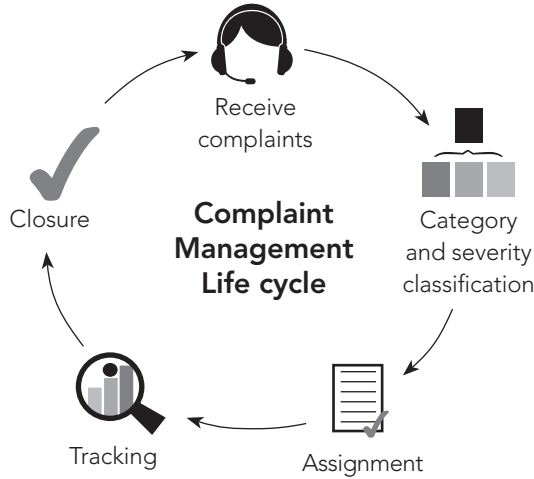 Receive
complaints
Category
and severity
classification
Assignment
Tracking
Closure
Complaint
Management
Life cycle